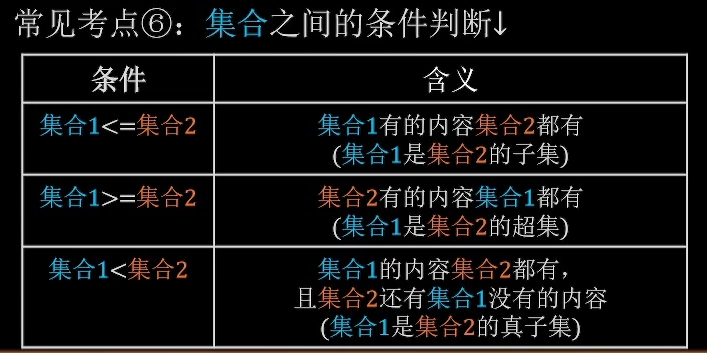 常见考点⑥：集合之间的条件判断↓
条件
含义
集合1<=集合2
集合1有的内容集合2都有
(集合1是集合2的子集)
集合1>=集合2
集合2有的内容集合1都有
(集合1是集合2的超集)
集合1<集合2
集合1的内容集合2都有，
且集合2还有集合1没有的内容
(集合1是集合2的真子集)